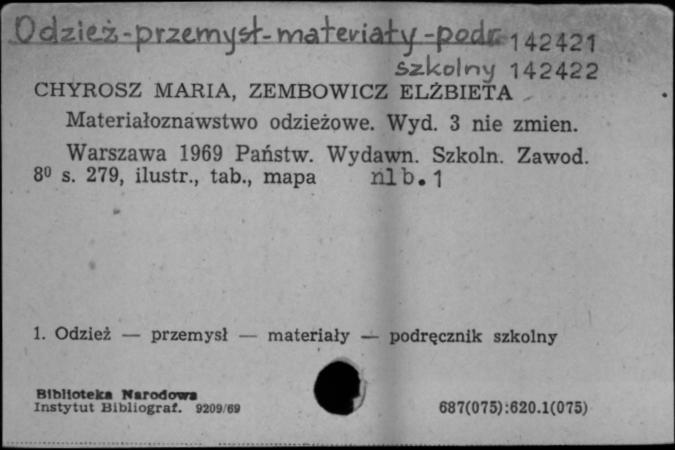 Odzież-przemysł-materiały-podr. 142421
szkolny 142422
CHYROSZ MARIA, ZEMBOWICZ ELŻBIETA
Materiałoznawstwo odzieżowe. Wyd. 3 nie zmien.
Warszawa 1969 Państw. Wydawn. Szkoln. Zawod.
8⁰ s. 279, ilustr., tab., mapa nlb. 1
1. Odzież — przemysł — materiały — podręcznik szkolny
Biblioteka Narodowa
Instytut Bibliograf. 9209/69
687(075):620.1(075)